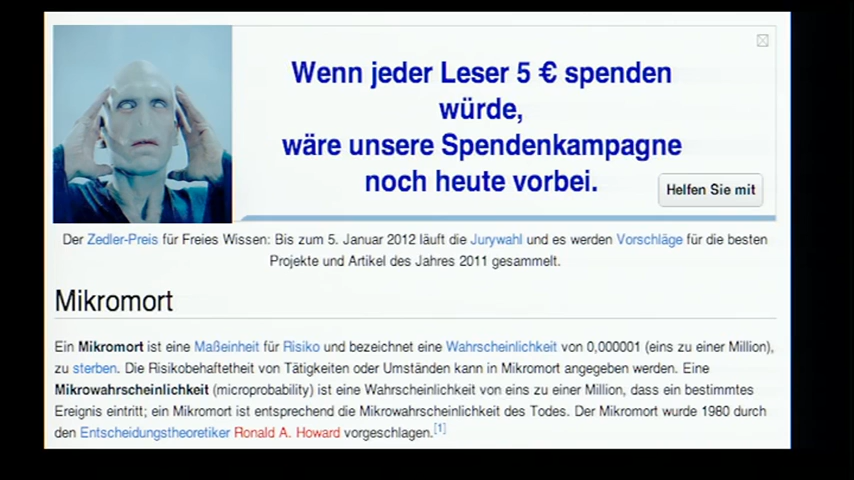 Wenn jeder Leser 5 € spenden
würde,
wäre unsere Spendenkampagne
noch heute vorbei.
Helfen Sie mit
Der Zedler-Preis für Freies Wissen: Bis zum 5. Januar 2012 läuft die Jurywahl und es werden Vorschläge für die besten
Projekte und Artikel des Jahres 2011 gesammelt.
Mikromort
Ein Mikromort ist eine Maßeinheit für Risiko und bezeichnet eine Wahrscheinlichkeit von 0,000001 (eins zu einer Million),
zu sterben. Die Risikobehaftetheit von Tätigkeiten oder Umständen kann in Mikromort angegeben werden. Eine
Mikrowahrscheinlichkeit (microprobability) ist eine Wahrscheinlichkeit von eins zu einer Million, dass ein bestimmtes
Ereignis eintritt; ein Mikromort ist entsprechend die Mikrowahrscheinlichkeit des Todes. Der Mikromort wurde 1980 durch
den Entscheidungstheoretiker Ronald A. Howard vorgeschlagen.[1]